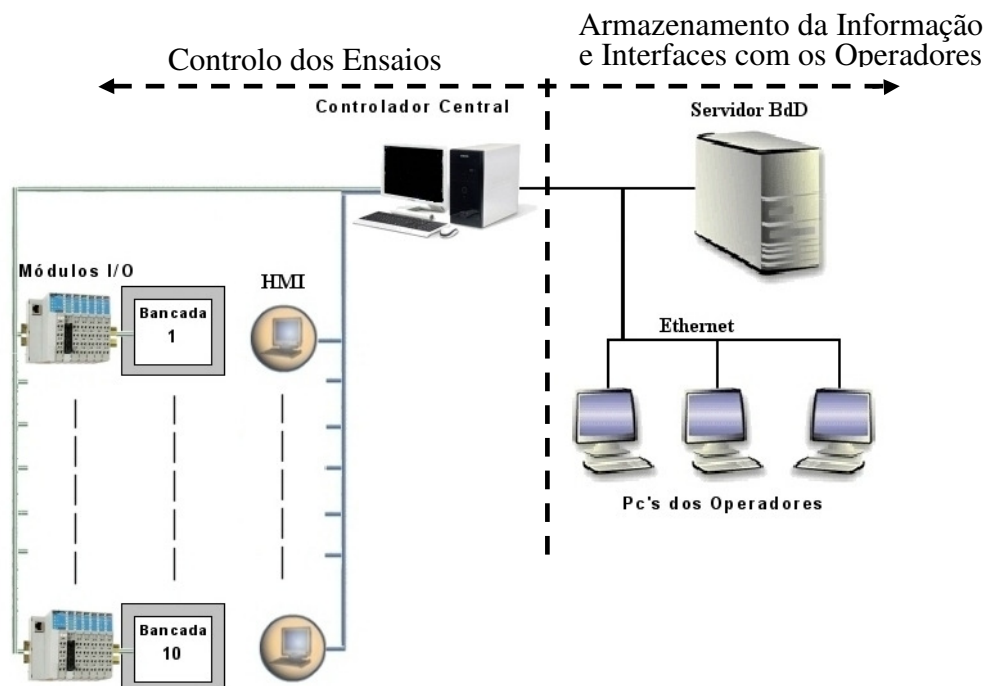 Armazenamento da Informação
e Interfaces com os Operadores
Controlo dos Ensaios
Controlador Central
Servidor BdD
Módulos I/O
HMI
Bancada
1
Ethernet
Pc's dos Operadores
Bancada
10